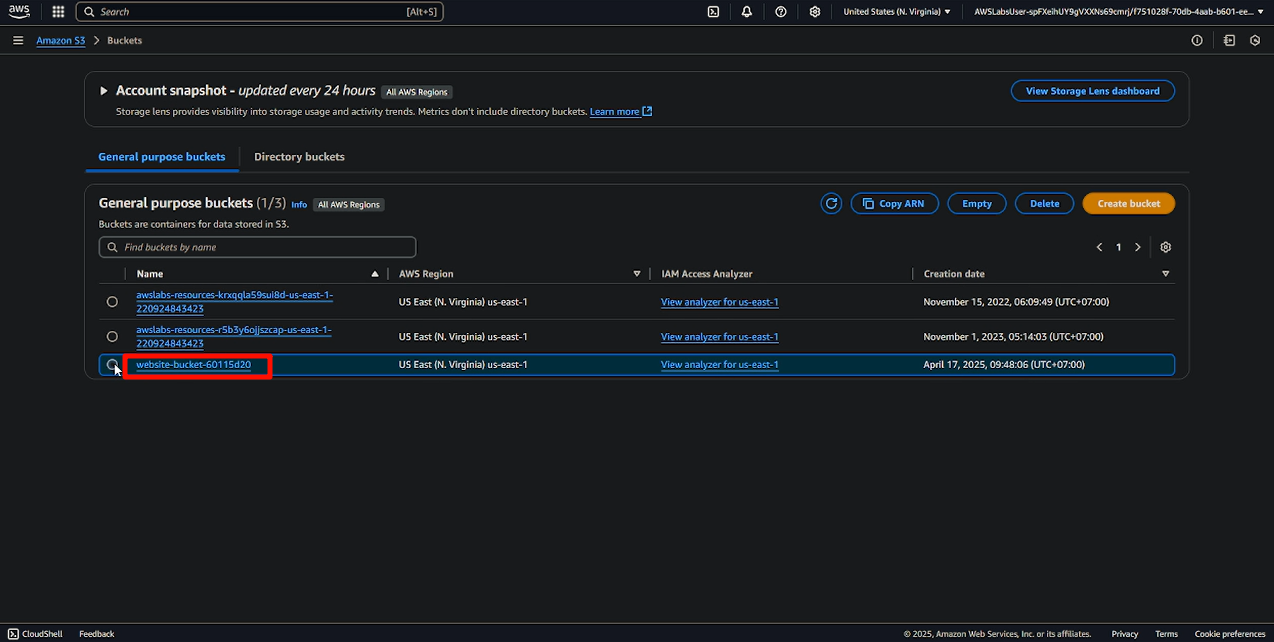 aws Search [Alt+S] United States (N. Virginia) AWSLabsUser-spFXeihUY9gVXXNs69cmrj/f751028f-70db-4aab-b601-ee...
Amazon S3 > Buckets
Account snapshot - updated every 24 hours All AWS Regions View Storage Lens dashboard
Storage lens provides visibility into storage usage and activity trends. Metrics don't include directory buckets. Learn more
General purpose buckets Directory buckets
General purpose buckets (1/3) Info All AWS Regions Copy ARN Empty Delete Create bucket
Buckets are containers for data stored in S3.
Find buckets by name 1
Name AWS Region IAM Access Analyzer Creation date
awslabs-resources-krxqqla59sui8d-us-east-1-
220924843423 US East (N. Virginia) us-east-1 View analyzer for us-east-1 November 15, 2022, 06:09:49 (UTC+07:00)
awslabs-resources-r5b3y6ojjszcap-us-east-1-
220924843423 US East (N. Virginia) us-east-1 View analyzer for us-east-1 November 1, 2023, 05:14:03 (UTC+07:00)
website-bucket-60115d20 US East (N. Virginia) us-east-1 View analyzer for us-east-1 April 17, 2025, 09:48:06 (UTC+07:00)
CloudShell Feedback © 2025, Amazon Web Services, Inc. or its affiliates. Privacy Terms Cookie preferences